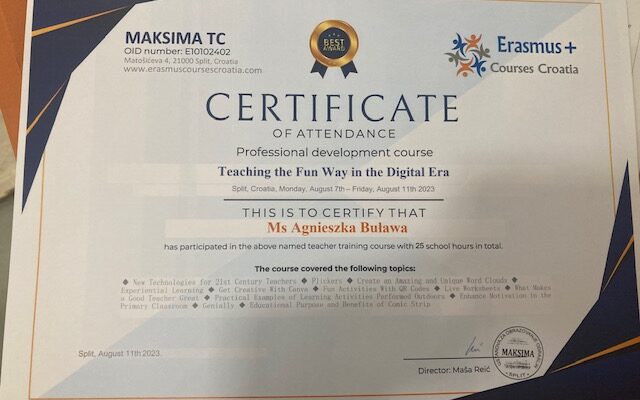 MAKSIMA TC
OID number: E10102402
Matošićeva 4, 21000 Split, Croatia
www.erasmuscoursescroatia.com
BEST
AWARD
Erasmus+
Courses Croatia
CERTIFICATE
OF ATTENDANCE
Professional development course
Teaching the Fun Way in the Digital Era
Split, Croatia, Monday, August 7th – Friday, August 11th 2023
THIS IS TO CERTIFY THAT
Ms Agnieszka Buława
has participated in the above named teacher training course with 25 school hours in total.
The course covered the following topics:
◆ New Technologies for 21st Century Teachers ◆ Plickers ◆ Create an Amazing and Unique Word Clouds ◆
Experiential Learning ◆ Get Creative With Canva ◆ Fun Activities With QR Codes ◆ Live Worksheets ◆ What Makes
a Good Teacher Great ◆ Practical Examples of Learning Activities Performed Outdoors ◆ Enhance Motivation in the
Primary Classroom ◆ Genially ◆ Educational Purpose and Benefits of Comic Strip
Split, August 11th 2023.
Director: Maša Reić
MAKSIMA
SPLIT